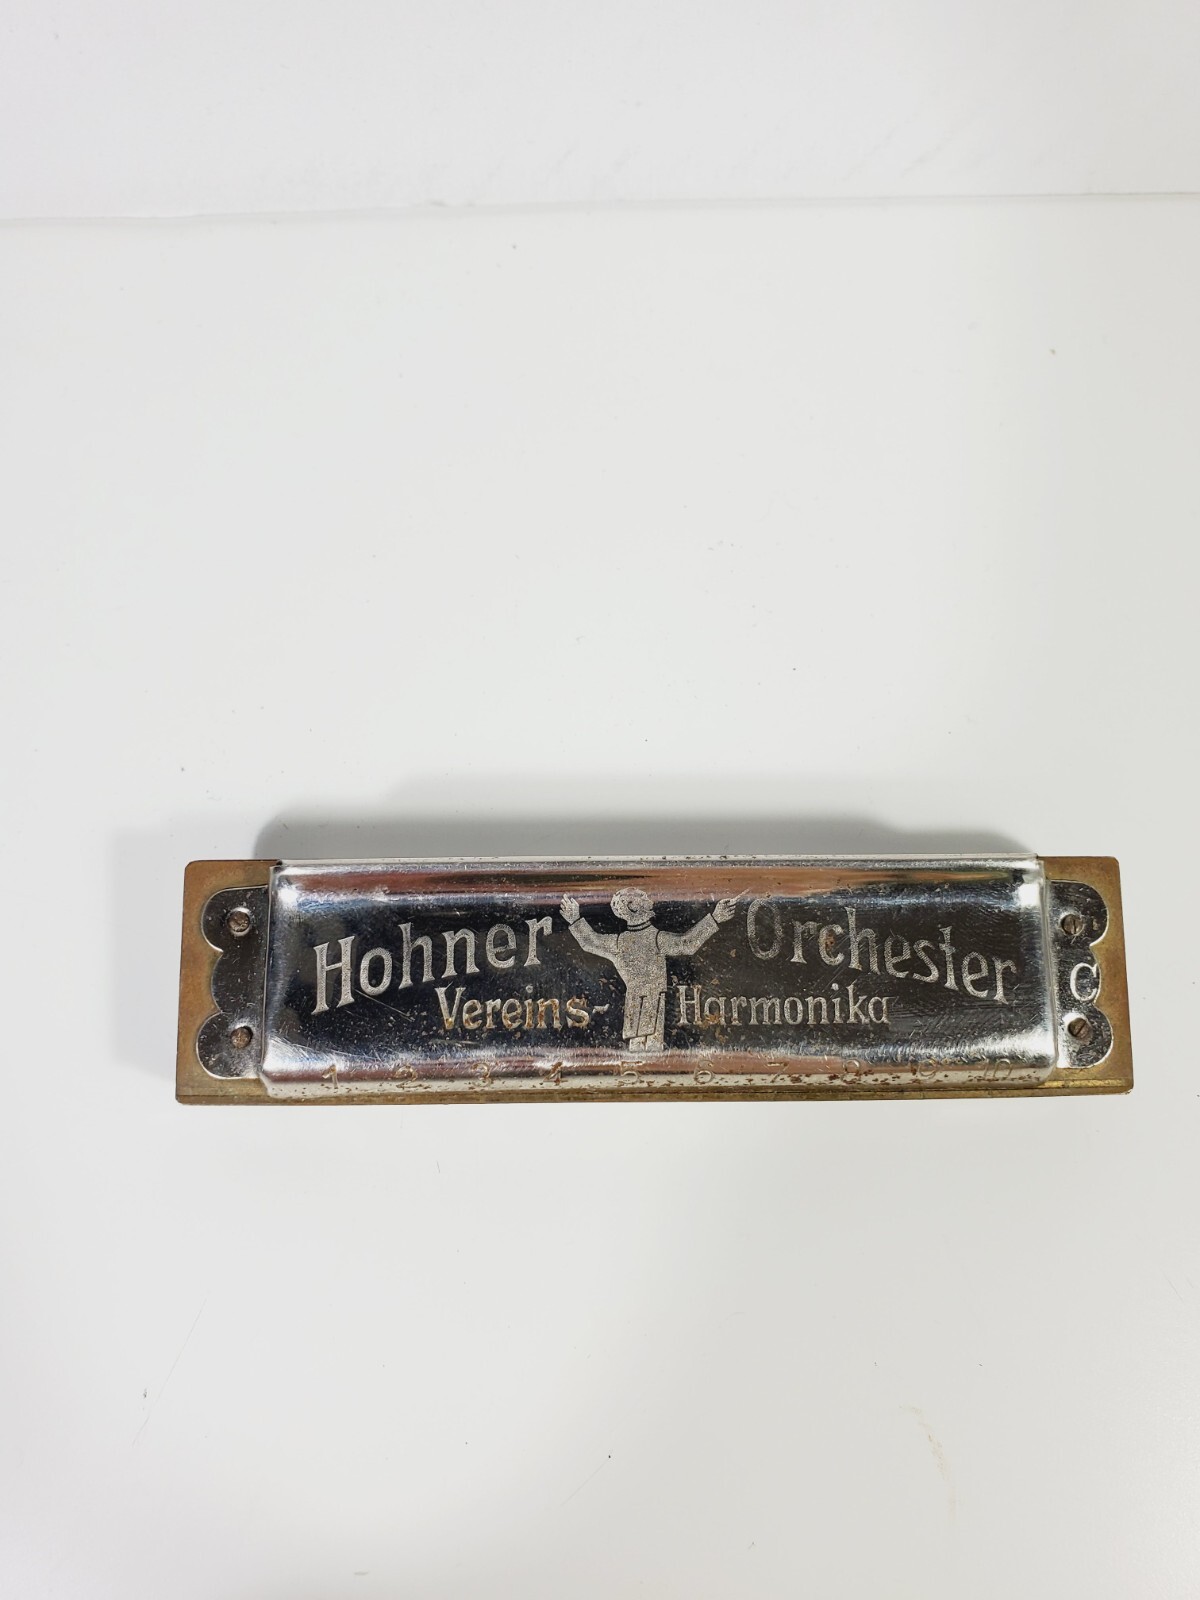 Hohner Orchester
Vereins- Harmonika
C
1 2 3 4 5 6 7 8 9 10